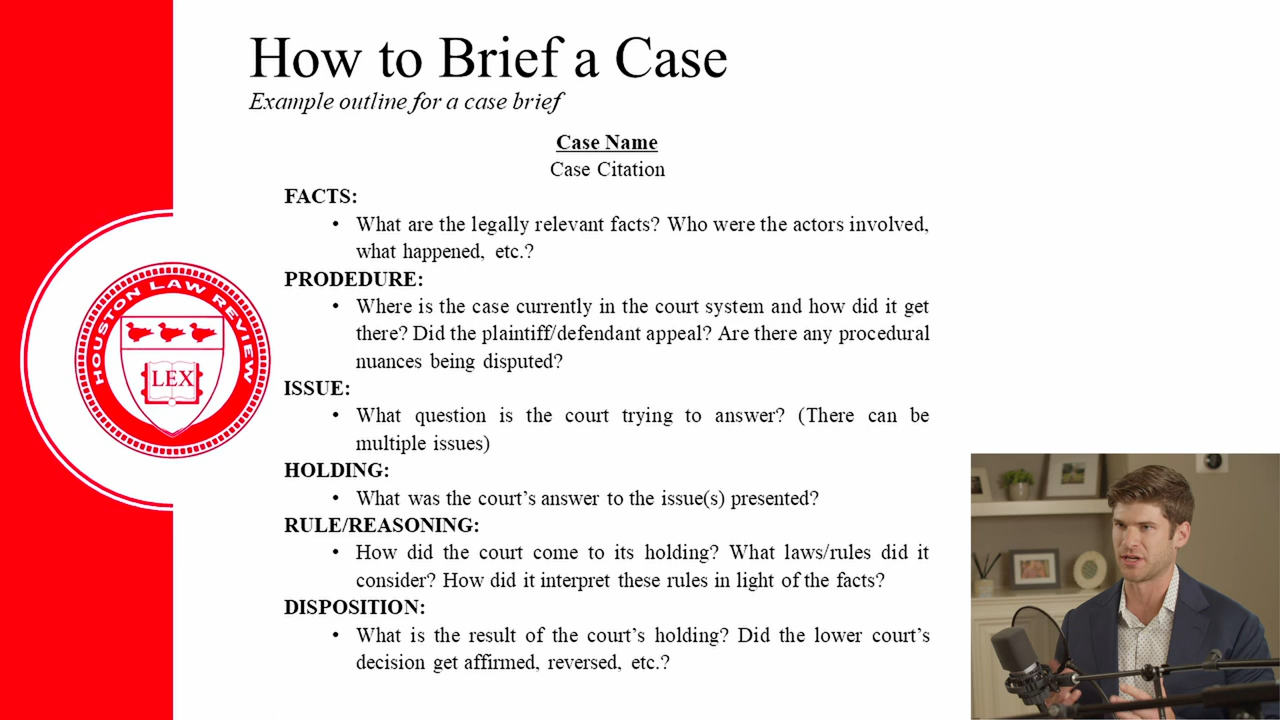 How to Brief a Case
Example outline for a case brief
Case Name
Case Citation
FACTS:
• What are the legally relevant facts? Who were the actors involved,
what happened, etc.?
PRODEDURE:
• Where is the case currently in the court system and how did it get
there? Did the plaintiff/defendant appeal? Are there any procedural
nuances being disputed?
ISSUE:
• What question is the court trying to answer? (There can be
multiple issues)
HOLDING:
• What was the court's answer to the issue(s) presented?
RULE/REASONING:
• How did the court come to its holding? What laws/rules did it
consider? How did it interpret these rules in light of the facts?
DISPOSITION:
• What is the result of the court's holding? Did the lower court's
decision get affirmed, reversed, etc.?
HOUSTON LAW REVIEW
LEX